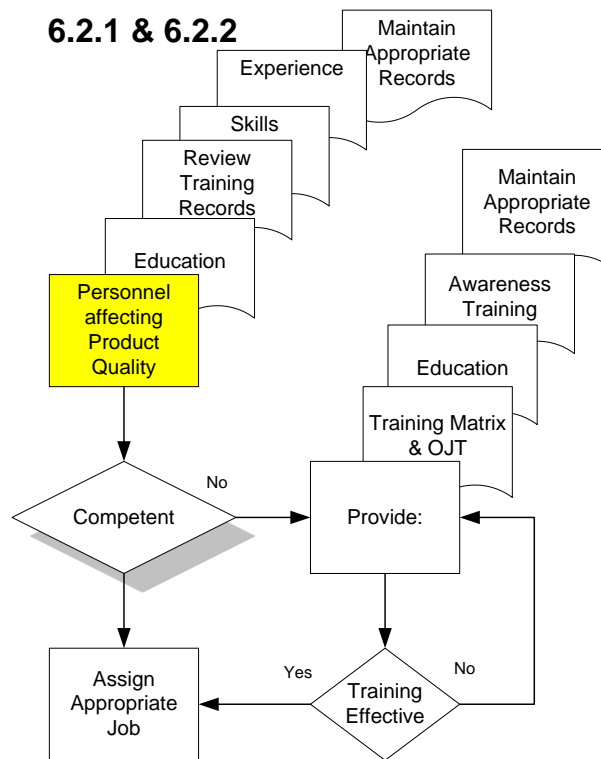 6.2.1 & 6.2.2
Maintain
Appropriate
Records
Experience
Skills
Review
Training
Records
Education
Personnel
affecting
Product
Quality
Maintain
Appropriate
Records
Awareness
Training
Education
Training Matrix
& OJT
No
Competent
Provide:
Assign
Appropriate
Job
Yes
Training
Effective
No